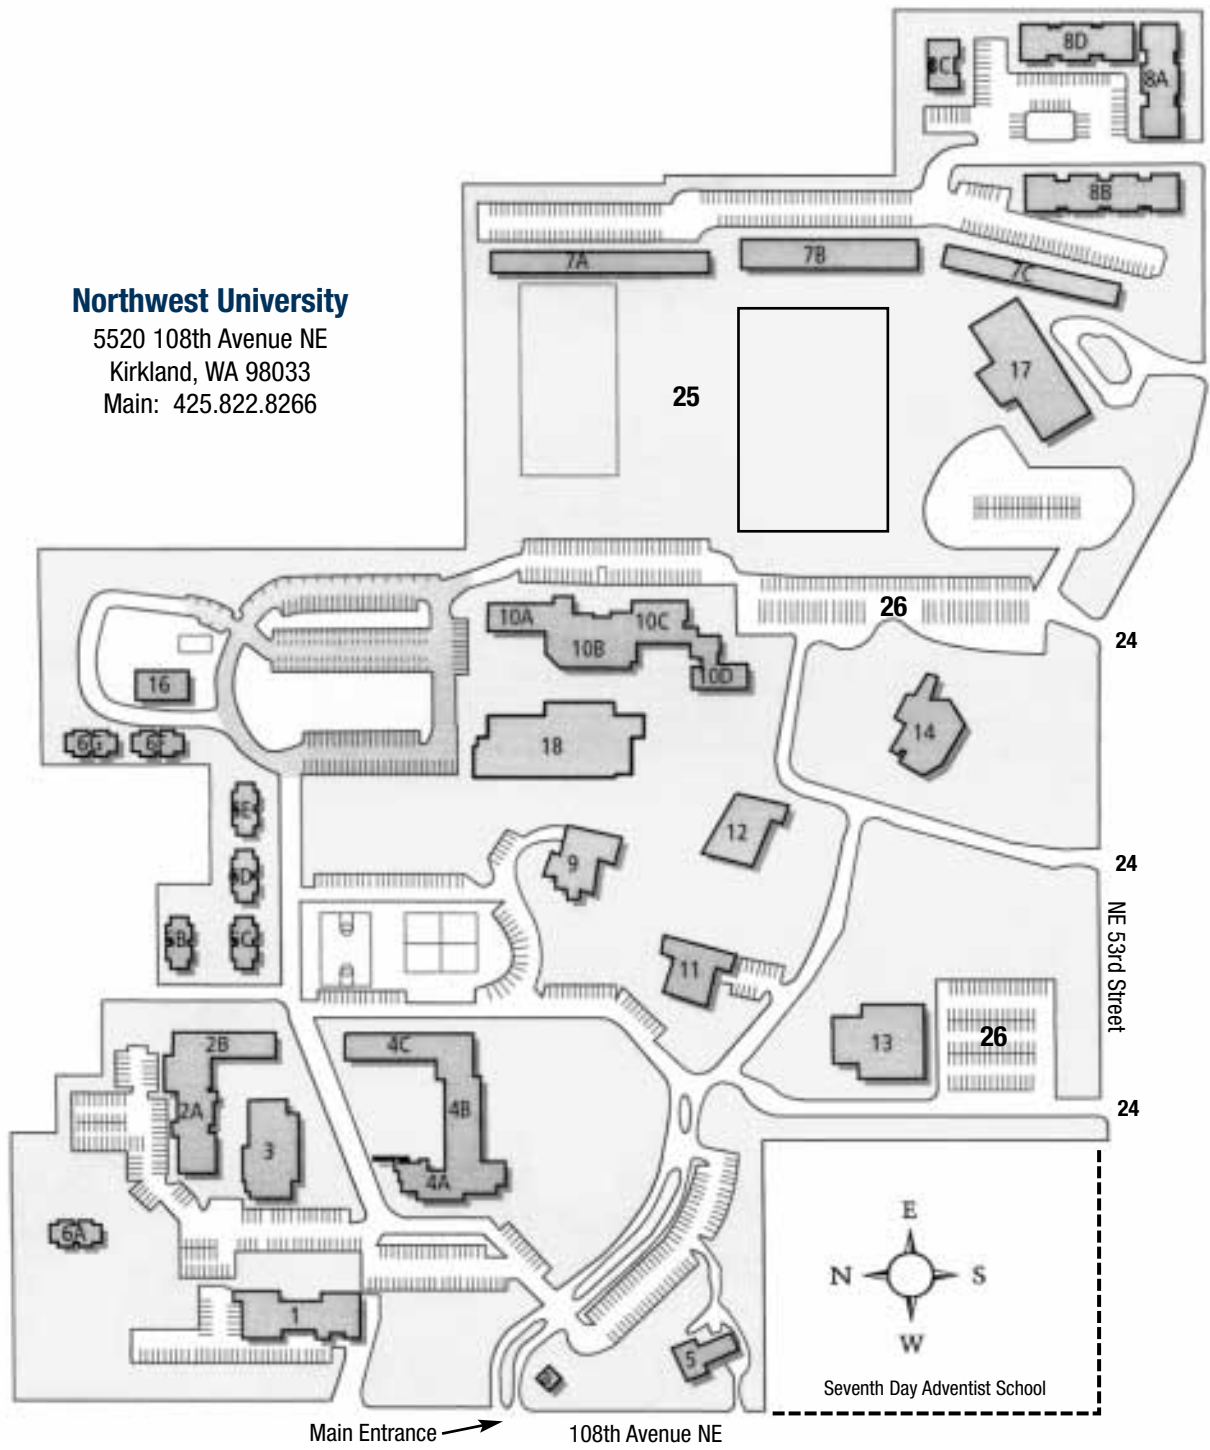 8D
8C
8A
8B
7A
7B
7C
Northwest University
5520 108th Avenue NE
Kirkland, WA 98033
Main: 425.822.8266
17
25
26
24
10A
10C
10B
10D
16
14
6G
6F
18
6E
12
9
24
6D
NE 53rd Street
6B
6C
11
26
13
2B
4C
24
2A
4B
3
4A
6A
E
N
S
W
1
5
Seventh Day Adventist School
Main Entrance
108th Avenue NE